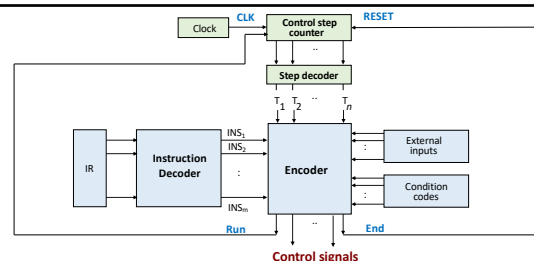 Clock
CLK
Control step
counter
RESET
..
Step decoder
T1 T2 .. Tn
IR
Instruction
Decoder
INS1
INS2
:
INSm
Encoder
:
External
inputs
:
Condition
codes
Run
..
End
Control signals